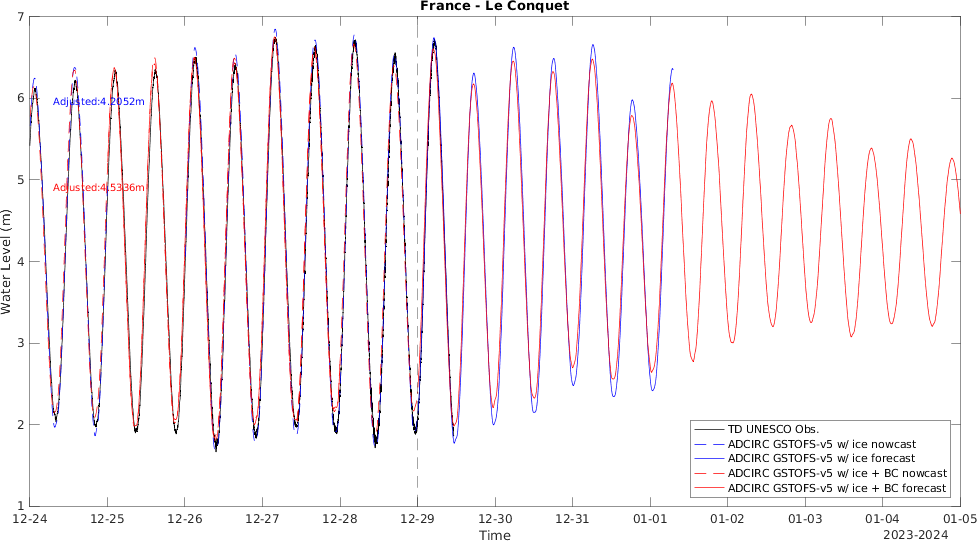 France - Le Conquet
7
6
5
4
3
2
1
Water Level (m)
Adjusted:4.2052m
Adjusted:4.5336m
TD UNESCO Obs.
ADCIRC GSTOFS-v5 w/ ice nowcast
ADCIRC GSTOFS-v5 w/ ice forecast
ADCIRC GSTOFS-v5 w/ ice + BC nowcast
ADCIRC GSTOFS-v5 w/ ice + BC forecast
12-24 12-25 12-26 12-27 12-28 12-29 12-30 12-31 01-01 01-02 01-03 01-04 01-05
Time
2023-2024